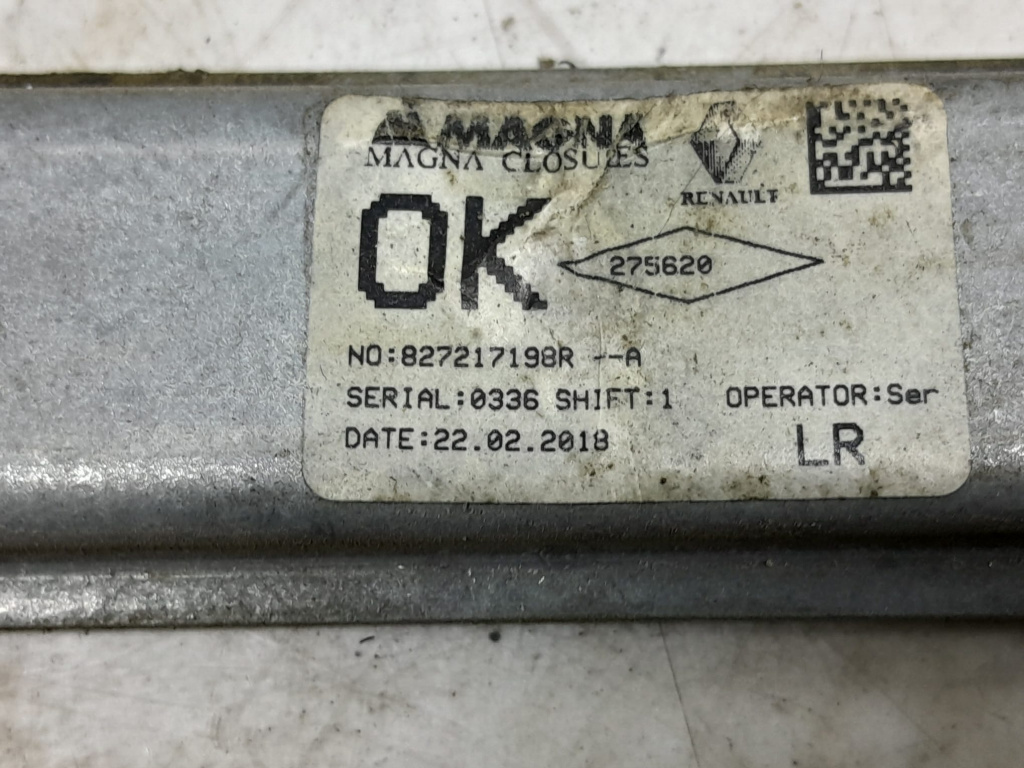 MAGNA
MAGNA CLOSURES
RENAULT
OK
275620
NO:827217198R --A
SERIAL:0336 SHIFT:1 OPERATOR:Ser
DATE:22.02.2018
LR